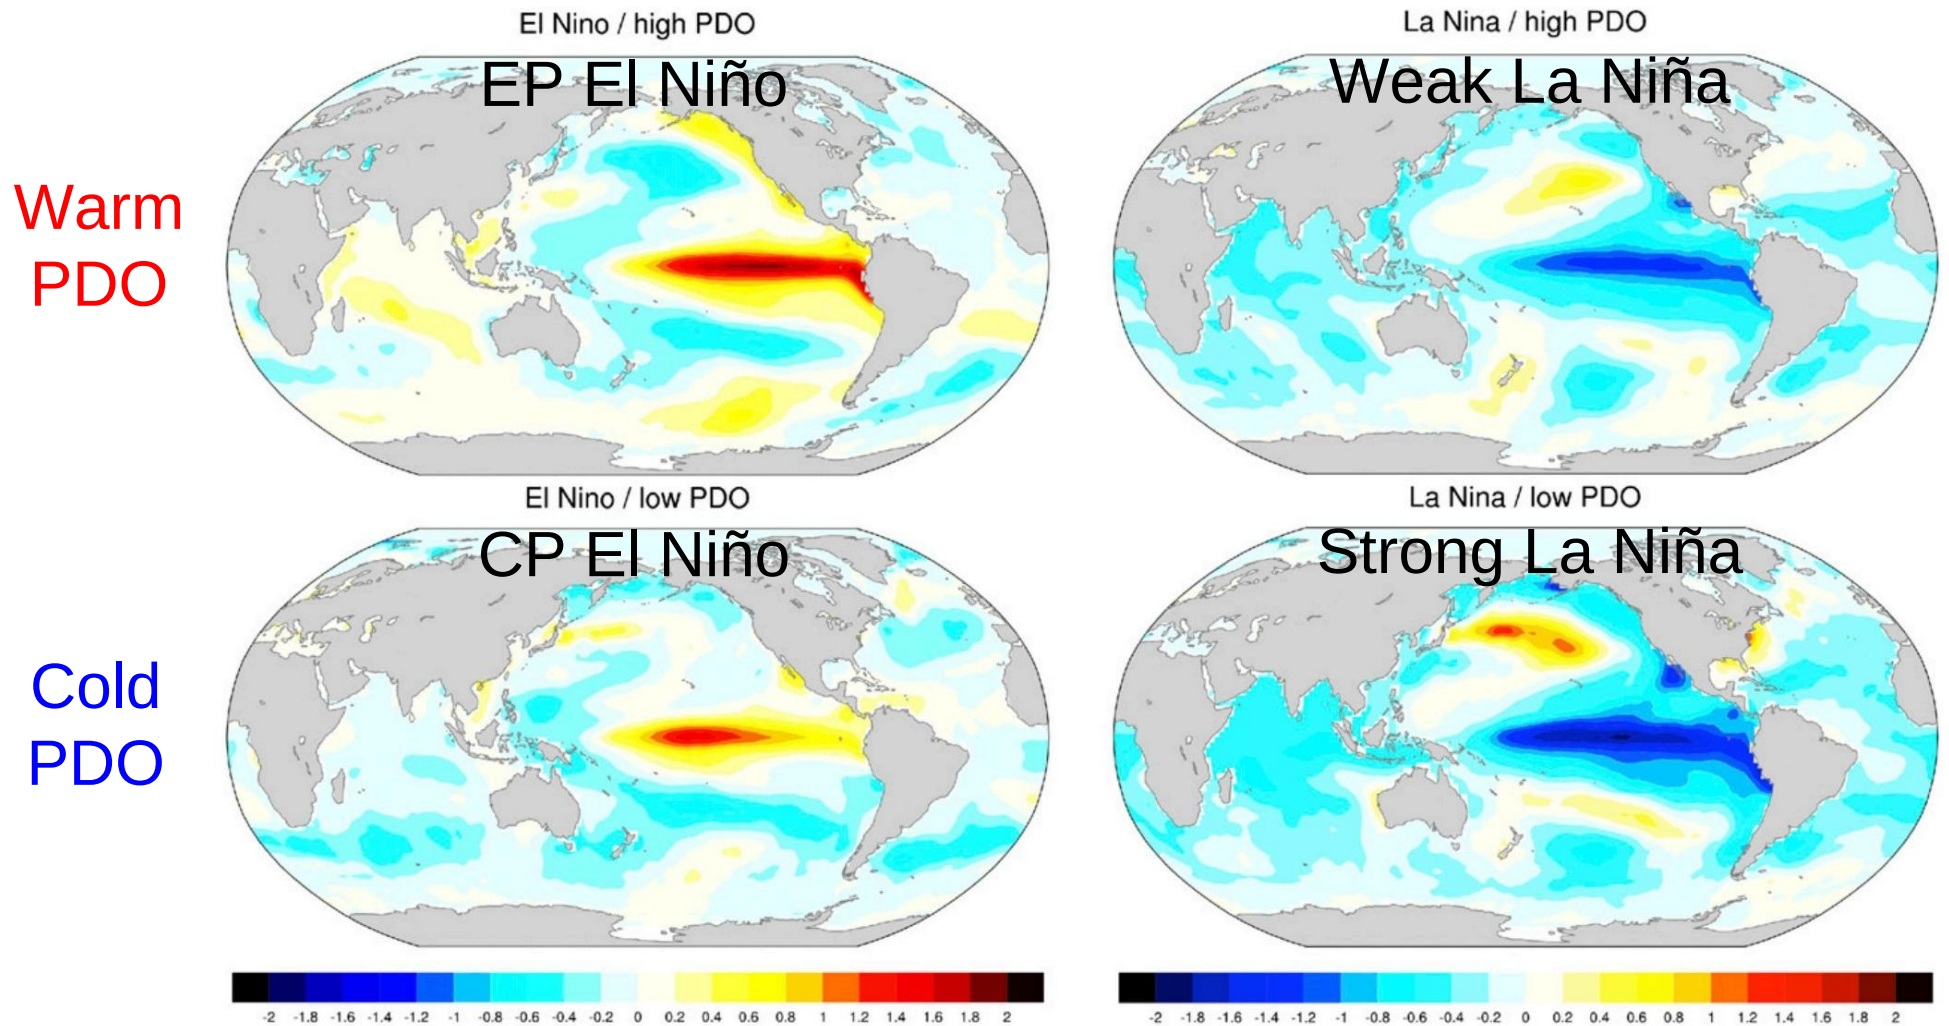 El Nino / high PDO
EP El Niño
La Nina / high PDO
Weak La Niña
Warm
PDO
El Nino / low PDO
CP El Niño
La Nina / low PDO
Strong La Niña
Cold
PDO
-2 -1.8 -1.6 -1.4 -1.2 -1 -0.8 -0.6 -0.4 -0.2 0 0.2 0.4 0.6 0.8 1 1.2 1.4 1.6 1.8 2
-2 -1.8 -1.6 -1.4 -1.2 -1 -0.8 -0.6 -0.4 -0.2 0 0.2 0.4 0.6 0.8 1 1.2 1.4 1.6 1.8 2